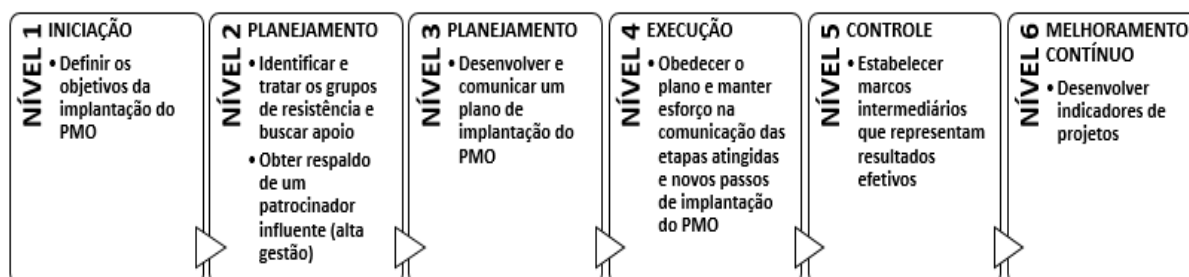 NÍVEL 1
INICIAÇÃO
• Definir os
objetivos da
implantação do
PMO
NÍVEL 2
PLANEJAMENTO
• Identificar e
tratar os grupos
de resistência e
buscar apoio
• Obter respaldo
de um
patrocinador
influente (alta
gestão)
NÍVEL 3
PLANEJAMENTO
• Desenvolver e
comunicar um
plano de
implantação do
PMO
NÍVEL 4
EXECUÇÃO
• Obedecer o
plano e manter
esforço na
comunicação das
etapas atingidas
e novos passos
de implantação
do PMO
NÍVEL 5
CONTROLE
• Estabelecer
marcos
intermediários
que representam
resultados
efetivos
NÍVEL 6
MELHORAMENTO
CONTÍNUO
• Desenvolver
indicadores de
projetos